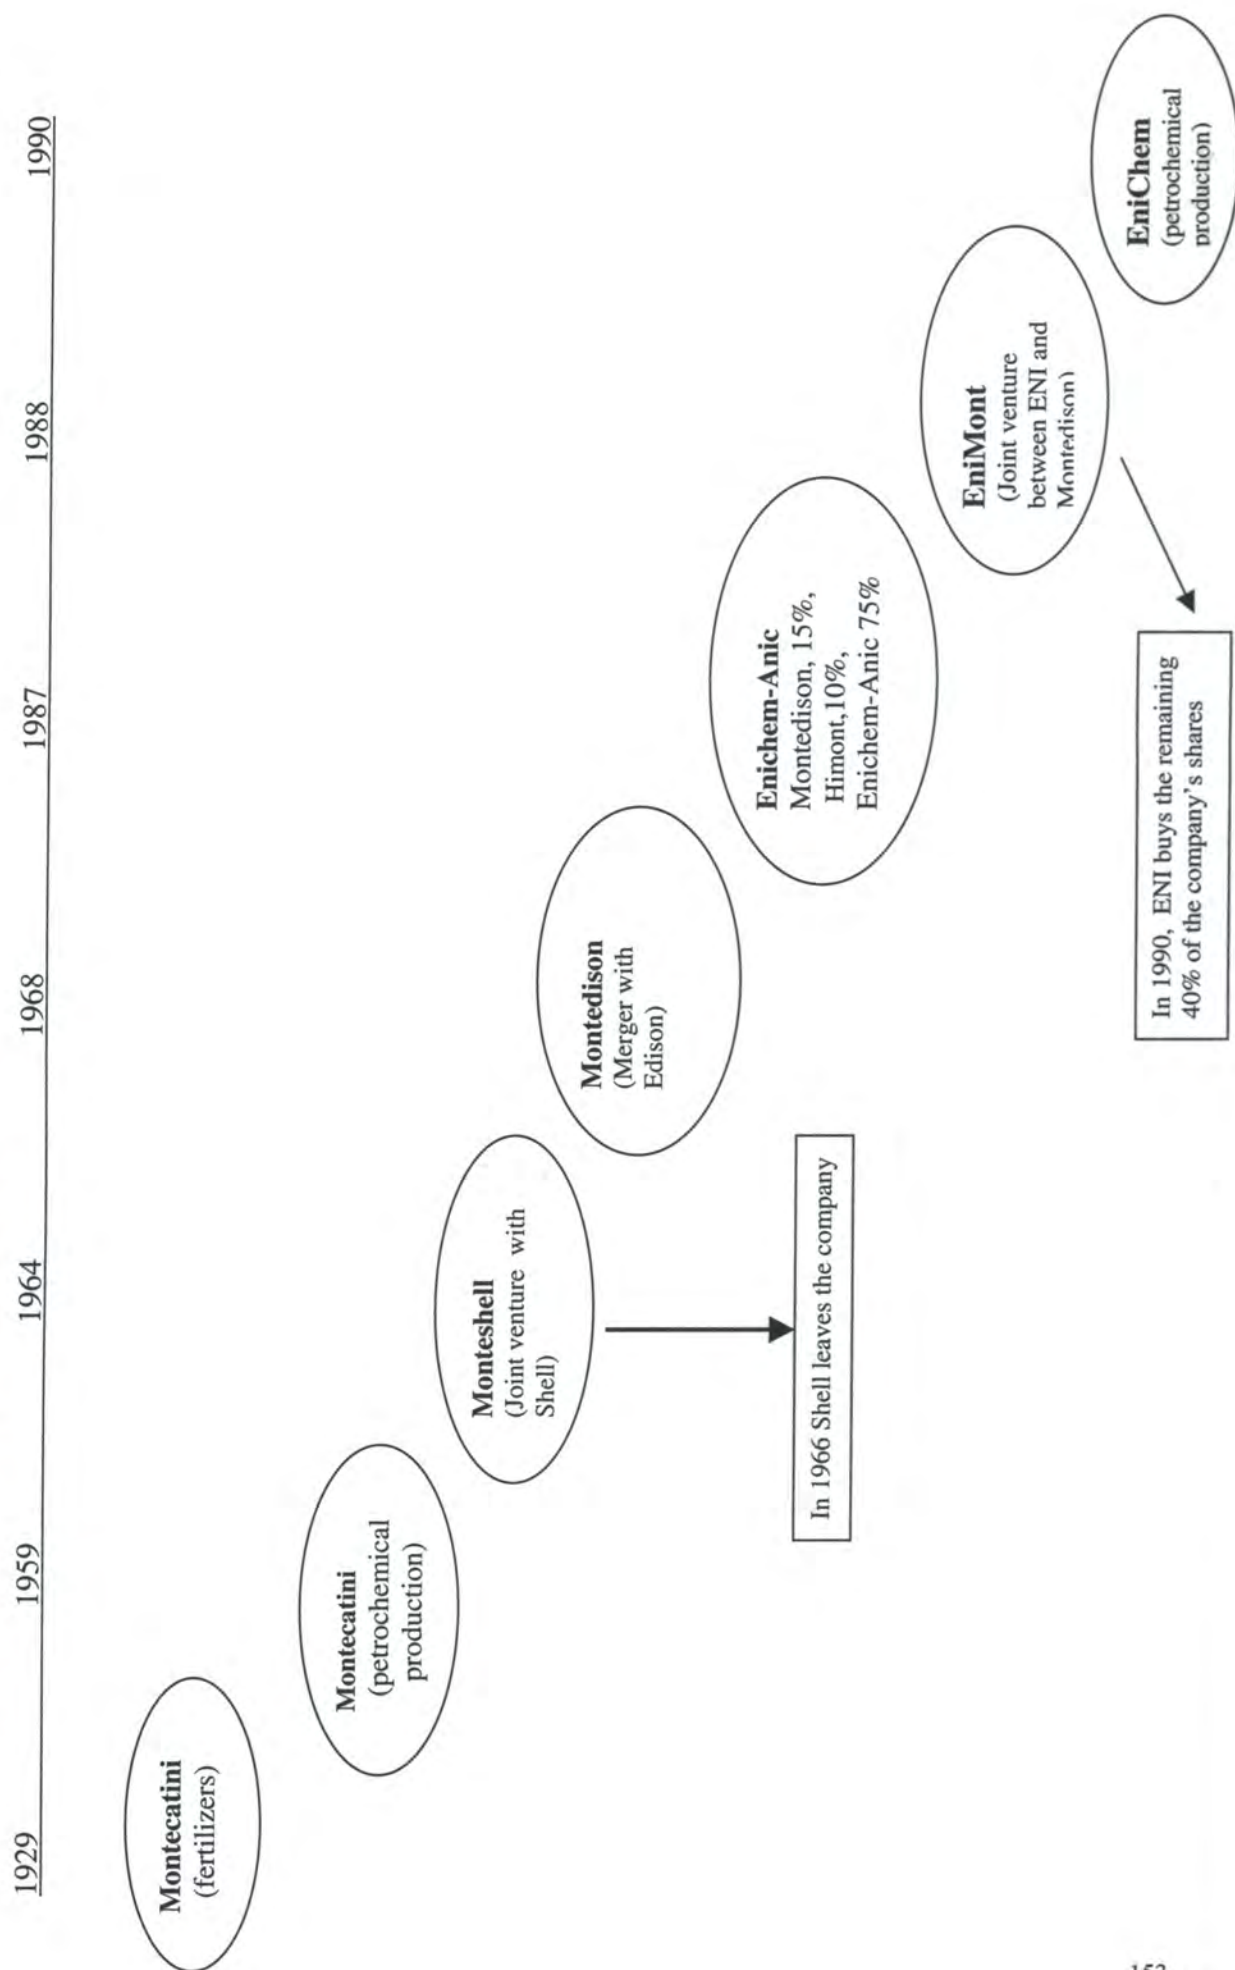 1929
1959
1964
1968
1987
1988
1990
Montecatini
(fertilizers)
Montecatini
(petrochemical
production)
Monteshell
(Joint venture with
Shell)
In 1966 Shell leaves the company
Montedison
(Merger with
Edison)
Enichem-Anic
Montedison, 15%,
Himont,10%,
Enichem-Anic 75%
EniMont
(Joint venture
between ENI and
Montedison)
In 1990, ENI buys the remaining
40% of the company's shares
EniChem
(petrochemical
production)